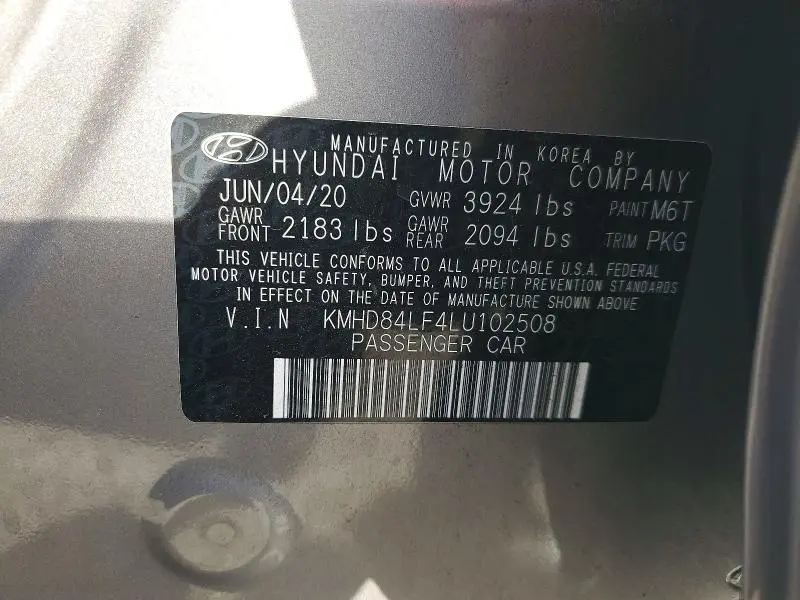 MANUFACTURED IN KOREA BY
HYUNDAI MOTOR COMPANY
JUN/04/20 GVWR 3924 lbs PAINT M6T
GAWR FRONT 2183 lbs GAWR REAR 2094 lbs TRIM PKG
THIS VEHICLE CONFORMS TO ALL APPLICABLE U.S.A. FEDERAL
MOTOR VEHICLE SAFETY, BUMPER, AND THEFT PREVENTION STANDARDS
IN EFFECT ON THE DATE OF MANUFACTURE SHOWN ABOVE
V.I.N KMHD84LF4LU102508
PASSENGER CAR